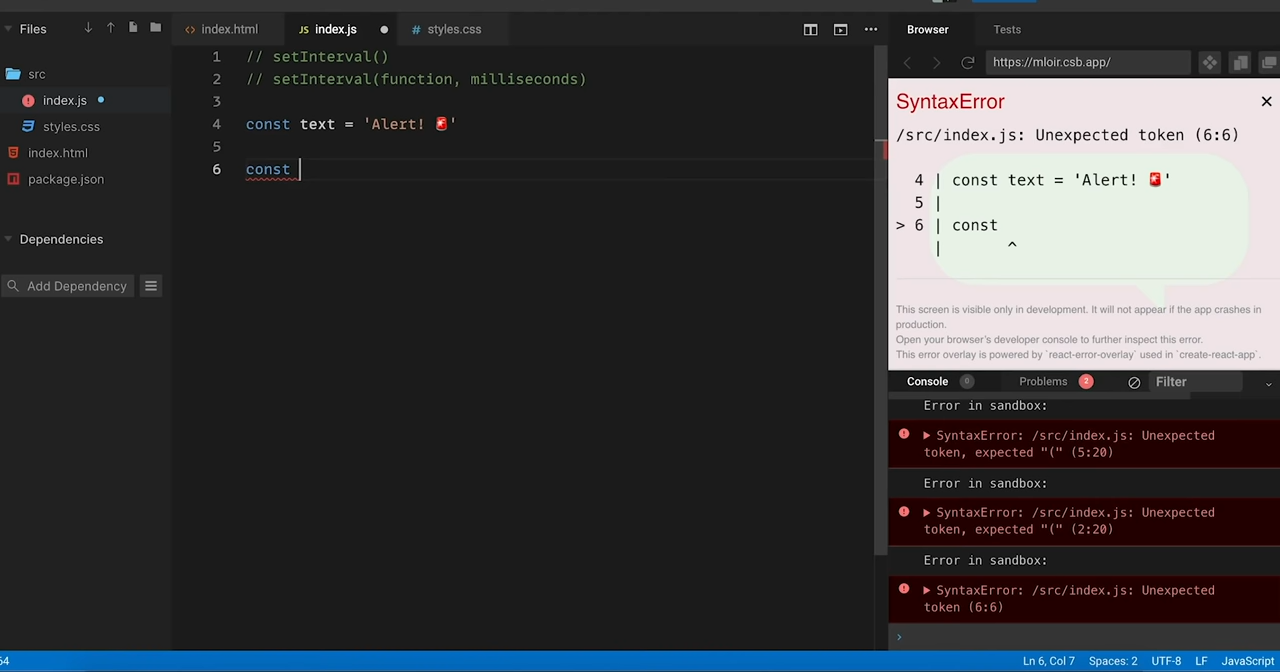 Files
src
index.js
styles.css
index.html
package.json
Dependencies
Add Dependency
<> index.html
JS index.js
# styles.css
1 // setInterval()
2 // setInterval(function, milliseconds)
3
4 const text = 'Alert! 🚨'
5
6 const
Browser
Tests
https://mloir.csb.app/
SyntaxError
/src/index.js: Unexpected token (6:6)
4 | const text = 'Alert! 🚨'
5 |
> 6 | const
| ^
This screen is visible only in development. It will not appear if the app crashes in
production.
Open your browser's developer console to further inspect this error.
This error overlay is powered by `react-error-overlay` used in `create-react-app`.
Console 0
Problems 2
Filter
Error in sandbox:
▶ SyntaxError: /src/index.js: Unexpected
token, expected "(" (5:20)
Error in sandbox:
▶ SyntaxError: /src/index.js: Unexpected
token, expected "(" (2:20)
Error in sandbox:
▶ SyntaxError: /src/index.js: Unexpected
token (6:6)
64
Ln 6, Col 7
Spaces: 2
UTF-8
LF
JavaScript